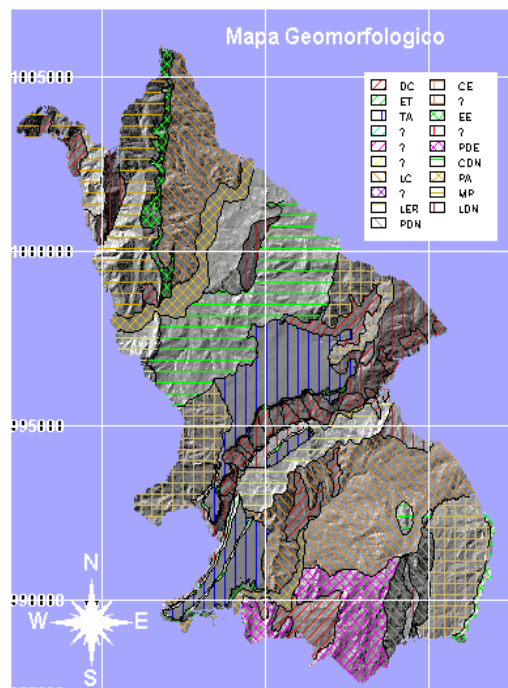 Mapa Geomorfologico
DC CE
ET ?
TA EE
? ?
? PDE
? CDN
LC PA
? MP
LER LDN
PDN
N
W E
S